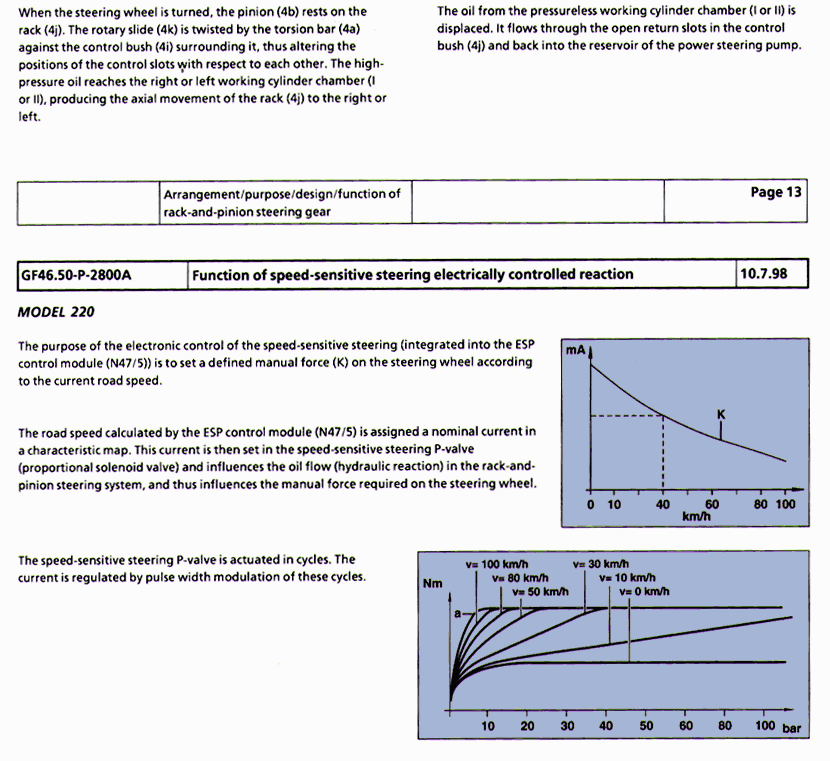 When the steering wheel is turned, the pinion (4b) rests on the
rack (4j). The rotary slide (4k) is twisted by the torsion bar (4a)
against the control bush (4i) surrounding it, thus altering the
positions of the control slots with respect to each other. The high-
pressure oil reaches the right or left working cylinder chamber (I
or II), producing the axial movement of the rack (4j) to the right or
left.
The oil from the pressureless working cylinder chamber (I or II) is
displaced. It flows through the open return slots in the control
bush (4j) and back into the reservoir of the power steering pump.
Arrangement/purpose/design/function of
rack-and-pinion steering gear
Page 13
GF46.50-P-2800A Function of speed-sensitive steering electrically controlled reaction 10.7.98
MODEL 220
The purpose of the electronic control of the speed-sensitive steering (integrated into the ESP
control module (N47/5)) is to set a defined manual force (K) on the steering wheel according
to the current road speed.
The road speed calculated by the ESP control module (N47/5) is assigned a nominal current in
a characteristic map. This current is then set in the speed-sensitive steering P-valve
(proportional solenoid valve) and influences the oil flow (hydraulic reaction) in the rack-and-
pinion steering system, and thus influences the manual force required on the steering wheel.
mA
K
0 10 40 60 80 100
km/h
The speed-sensitive steering P-valve is actuated in cycles. The
current is regulated by pulse width modulation of these cycles.
v= 100 km/h v= 30 km/h
Nm v= 80 km/h v= 10 km/h
v= 50 km/h v= 0 km/h
a
10 20 30 40 50 60 80 100 bar